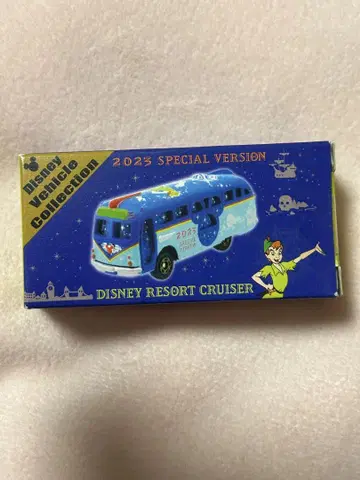 Disney
Vehicle
Collection
2023 SPECIAL VERSION
2023
DISNEY RESORT CRUISER